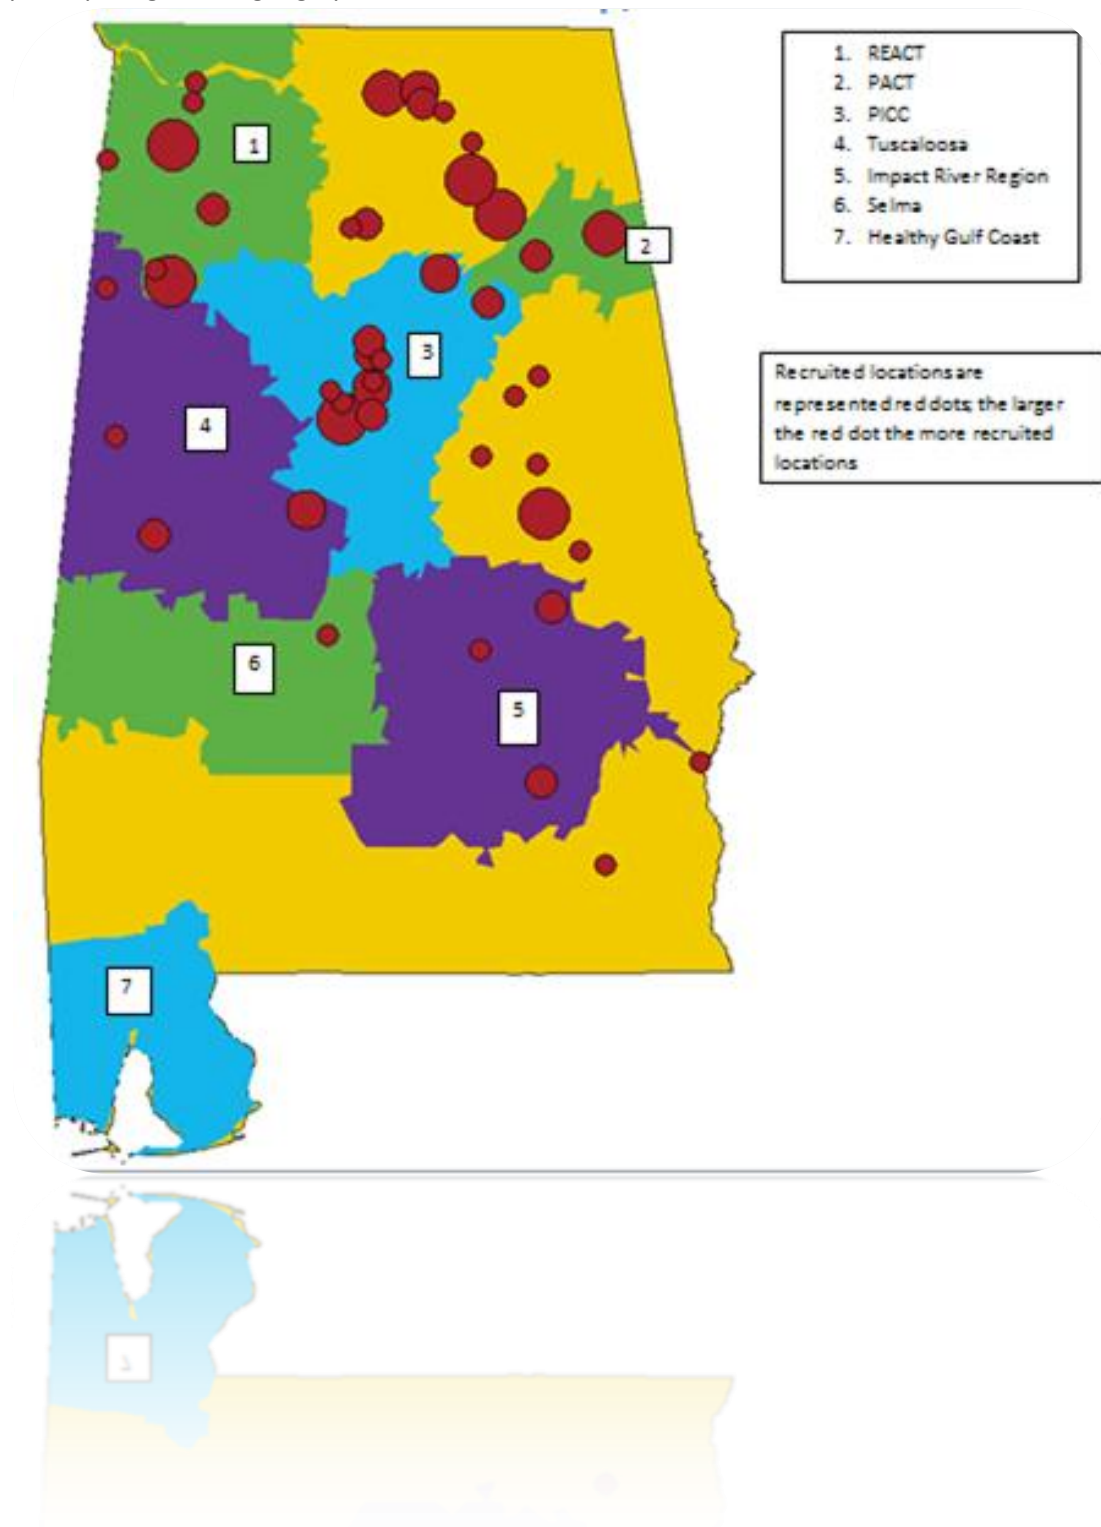 1. REACT
2. PACT
3. PICC
4. Tuscaloosa
5. Impact River Region
6. Selma
7. Healthy Gulf Coast
Recruited locations are
represented red dots; the larger
the red dot the more recruited
locations
1
2
3
4
6
5
7